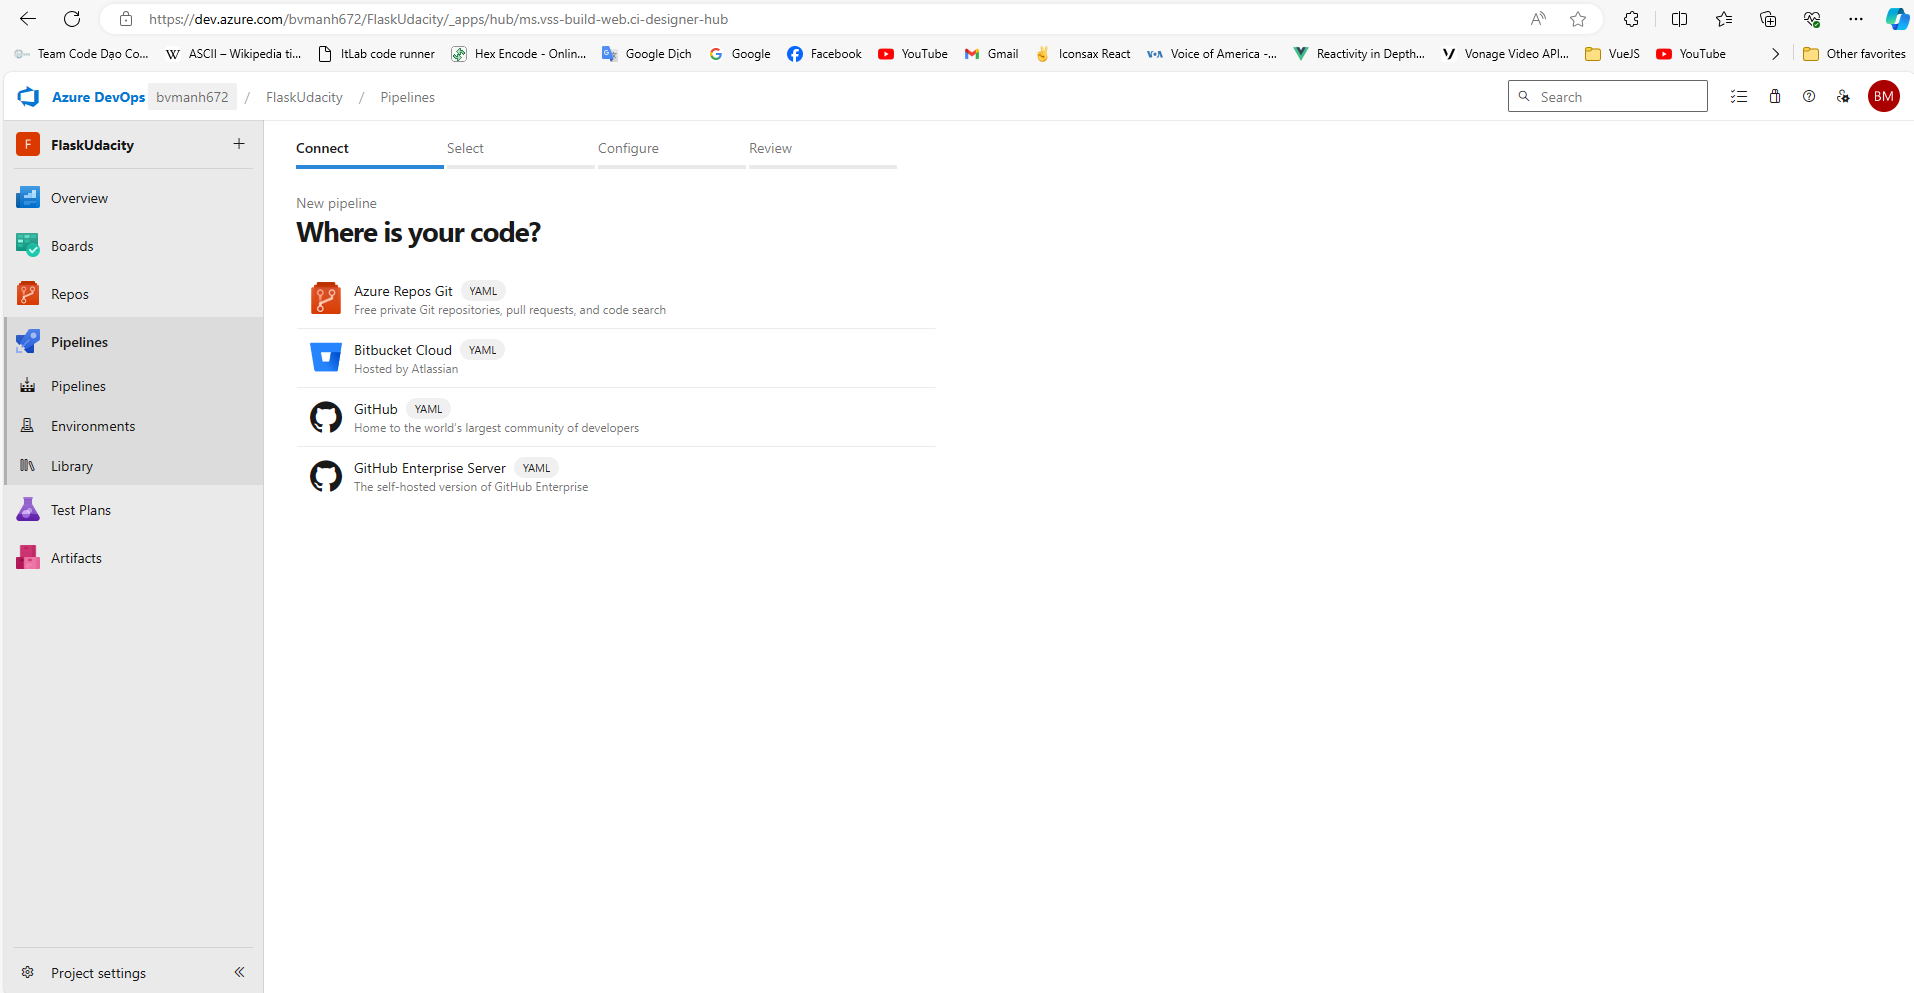 https://dev.azure.com/bvmanh672/FlaskUdacity/_apps/hub/ms.vss-build-web.ci-designer-hub
Team Code Dạo Co... ASCII – Wikipedia ti... ItLab code runner Hex Encode - Onlin... Google Dịch Google Facebook YouTube Gmail Iconsax React Voice of America -... Reactivity in Depth... Vonage Video API... VueJS YouTube Other favorites
Azure DevOps bvmanh672 / FlaskUdacity / Pipelines Search BM
F FlaskUdacity
Overview
Boards
Repos
Pipelines
Pipelines
Environments
Library
Test Plans
Artifacts
Project settings
Connect Select Configure Review
New pipeline
Where is your code?
Azure Repos Git YAML
Free private Git repositories, pull requests, and code search
Bitbucket Cloud YAML
Hosted by Atlassian
GitHub YAML
Home to the world's largest community of developers
GitHub Enterprise Server YAML
The self-hosted version of GitHub Enterprise